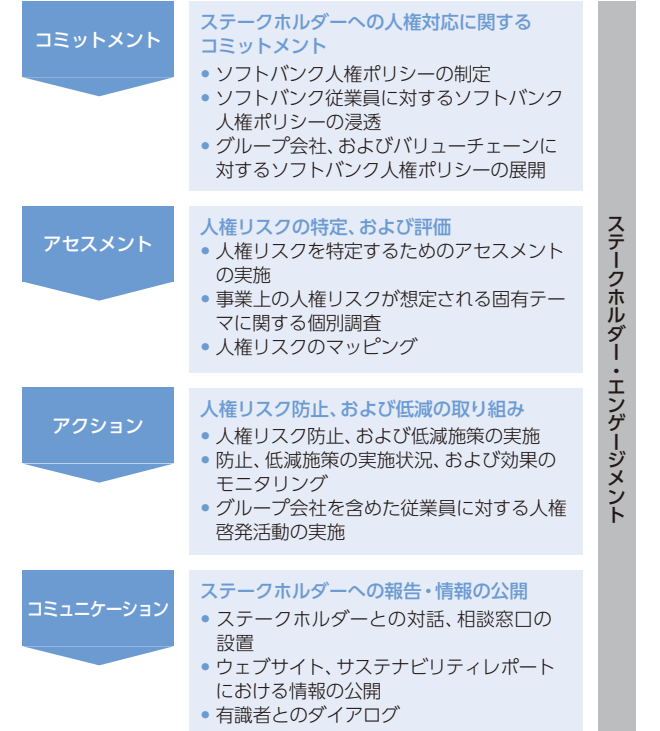 コミットメント
ステークホルダーへの人権対応に関する
コミットメント
● ソフトバンク人権ポリシーの制定
● ソフトバンク従業員に対するソフトバンク
人権ポリシーの浸透
● グループ会社、およびバリューチェーンに
対するソフトバンク人権ポリシーの展開
アセスメント
人権リスクの特定、および評価
● 人権リスクを特定するためのアセスメント
の実施
● 事業上の人権リスクが想定される固有テー
マに関する個別調査
● 人権リスクのマッピング
アクション
人権リスク防止、および低減の取り組み
● 人権リスク防止、および低減施策の実施
● 防止、低減施策の実施状況、および効果の
モニタリング
● グループ会社を含めた従業員に対する人権
啓発活動の実施
コミュニケーション
ステークホルダーへの報告・情報の公開
● ステークホルダーとの対話、相談窓口の
設置
● ウェブサイト、サステナビリティレポート
における情報の公開
● 有識者とのダイアログ
ステークホルダー・エンゲージメント